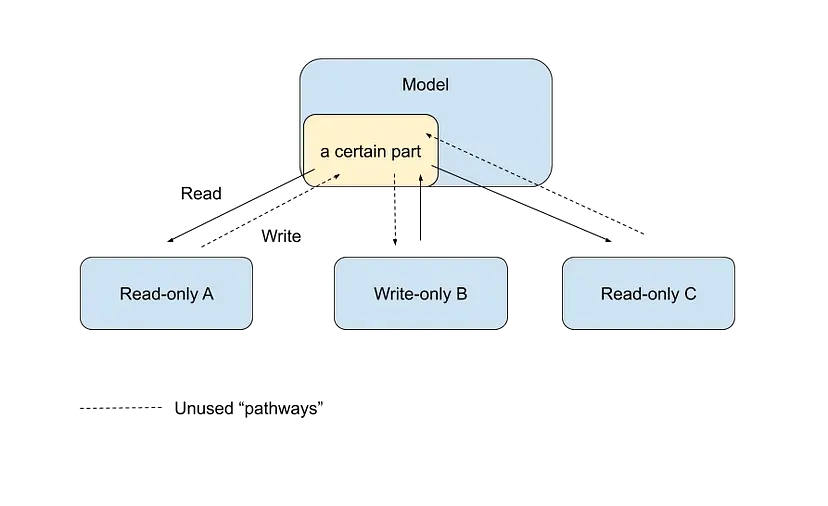 Model
a certain part
Read
Write
Read-only A
Write-only B
Read-only C
Unused “pathways”